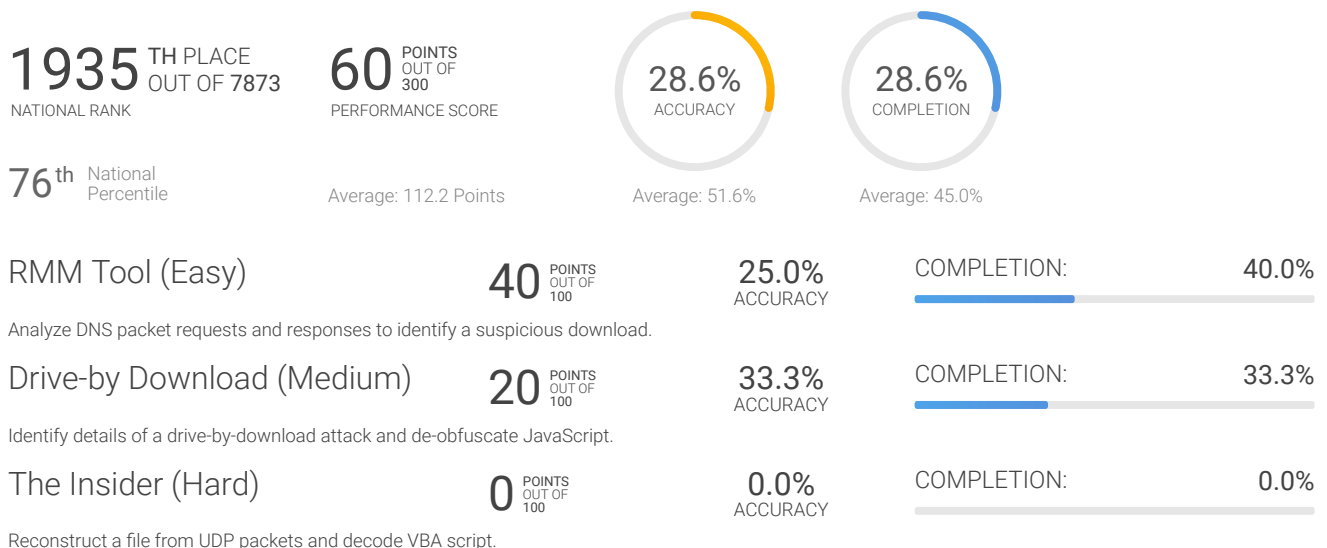 1935 TH PLACE
OUT OF 7873
NATIONAL RANK
60 POINTS
OUT OF
300
PERFORMANCE SCORE
28.6%
ACCURACY
28.6%
COMPLETION
76th National
Percentile
Average: 112.2 Points
Average: 51.6%
Average: 45.0%
RMM Tool (Easy)
40 POINTS
OUT OF
100
25.0%
ACCURACY
COMPLETION: 40.0%
Analyze DNS packet requests and responses to identify a suspicious download.
Drive-by Download (Medium)
20 POINTS
OUT OF
100
33.3%
ACCURACY
COMPLETION: 33.3%
Identify details of a drive-by-download attack and de-obfuscate JavaScript.
The Insider (Hard)
0 POINTS
OUT OF
100
0.0%
ACCURACY
COMPLETION: 0.0%
Reconstruct a file from UDP packets and decode VBA script.